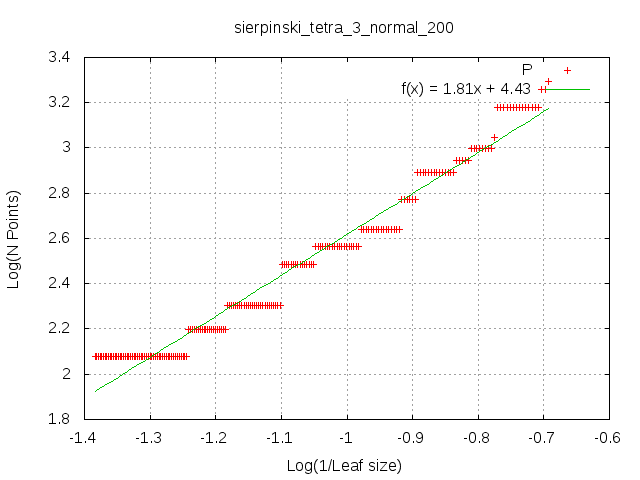 sierpinski_tetra_3_normal_200
3.4
3.2
3
2.8
2.6
2.4
2.2
2
1.8
-1.4 -1.3 -1.2 -1.1 -1 -0.9 -0.8 -0.7 -0.6
Log(N Points)
Log(1/Leaf size)
P
f(x) = 1.81x + 4.43